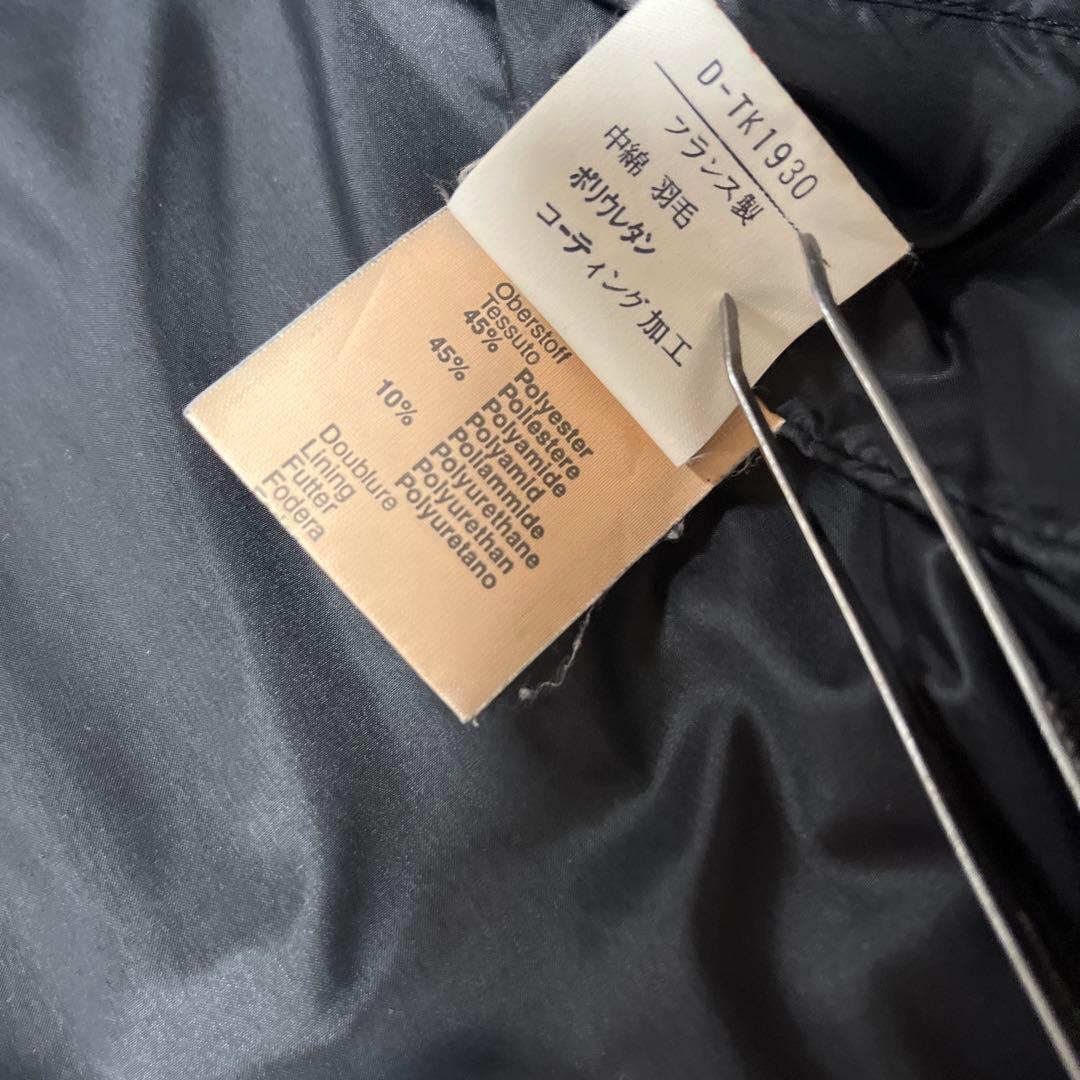 D-TK1930
フランス製
中綿 羽毛
ポリウレタン
コーティング加工
Oberstoff
Tessuto
45% Polyester
Poliestere
45% Polyamide
Polyamid
Poliammide
10% Polyurethane
Polyurethan
Polyuretano
Doublure
Lining
Futter
Fodera